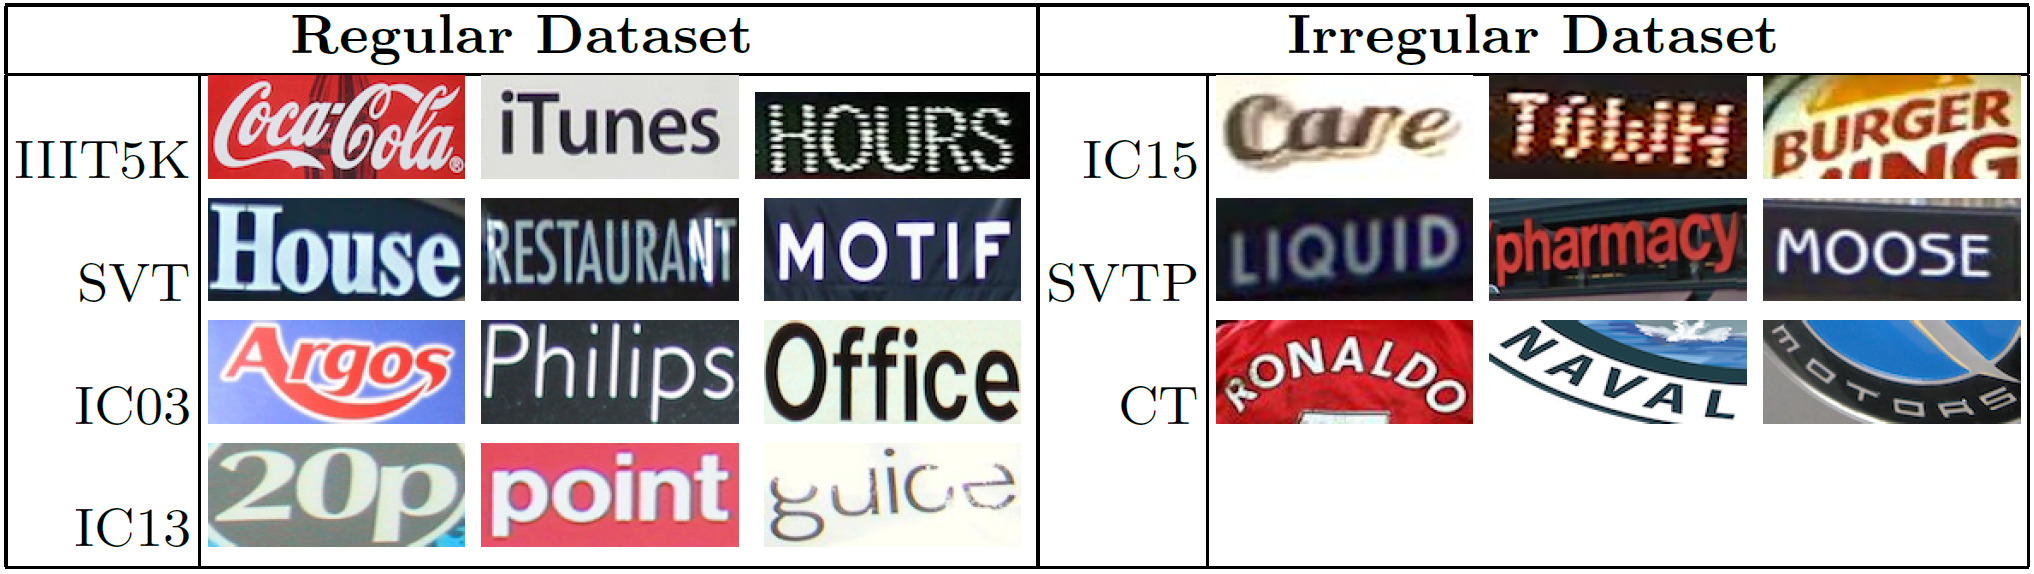 Regular Dataset
Irregular Dataset
IIIT5K
Coca-Cola®
iTunes
HOURS
SVT
House
RESTAURANT
MOTIF
IC03
Argos
Philips
Office
IC13
20p
point
guice
IC15
Care
TOWN
BURGER
KING
SVTP
LIQUID
pharmacy
MOOSE
CT
RONALDO
NAVAL
MOTORS